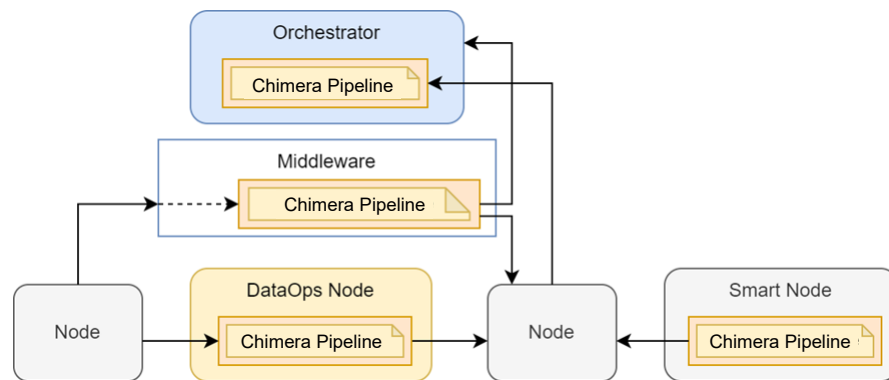 Orchestrator
Chimera Pipeline
Middleware
Chimera Pipeline
DataOps Node
Smart Node
Node
Chimera Pipeline
Node
Chimera Pipeline